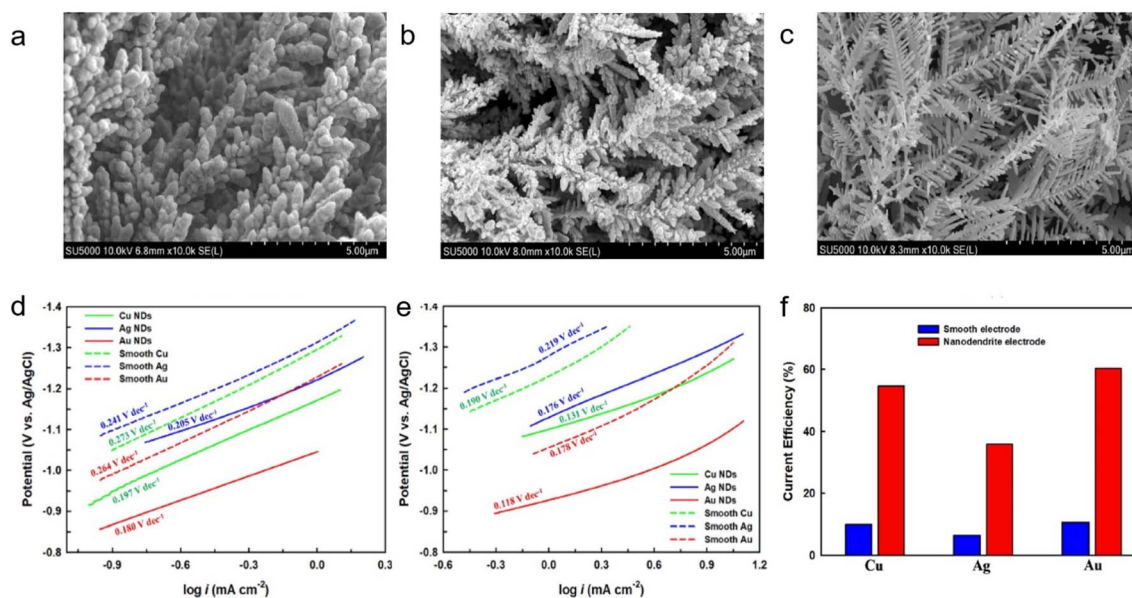 a
SU5000 10.0kV 6.8mm x10.0k SE(L)
5.00μm
b
SU5000 10.0kV 8.0mm x10.0k SE(L)
5.00μm
c
SU5000 10.0kV 8.3mm x10.0k SE(L)
5.00μm
d
Potential (V vs. Ag/AgCl)
-1.4
-1.3
-1.2
-1.1
-1.0
-0.9
-0.8
Cu NDs
Ag NDs
Au NDs
Smooth Cu
Smooth Ag
Smooth Au
0.241 V dec⁻¹
0.273 V dec⁻¹
0.205 V dec⁻¹
0.264 V dec⁻¹
0.197 V dec⁻¹
0.180 V dec⁻¹
-0.9 -0.6 -0.3 0.0 0.3
log i (mA cm⁻²)
e
Potential (V vs. Ag/AgCl)
-1.4
-1.3
-1.2
-1.1
-1.0
-0.9
-0.8
0.219 V dec⁻¹
0.190 V dec⁻¹
0.176 V dec⁻¹
0.131 V dec⁻¹
0.178 V dec⁻¹
0.118 V dec⁻¹
Cu NDs
Ag NDs
Au NDs
Smooth Cu
Smooth Ag
Smooth Au
-0.6 -0.3 0.0 0.3 0.6 0.9 1.2
log i (mA cm⁻²)
f
Current Efficiency (%)
80
60
40
20
0
Smooth electrode
Nanodendrite electrode
Cu Ag Au